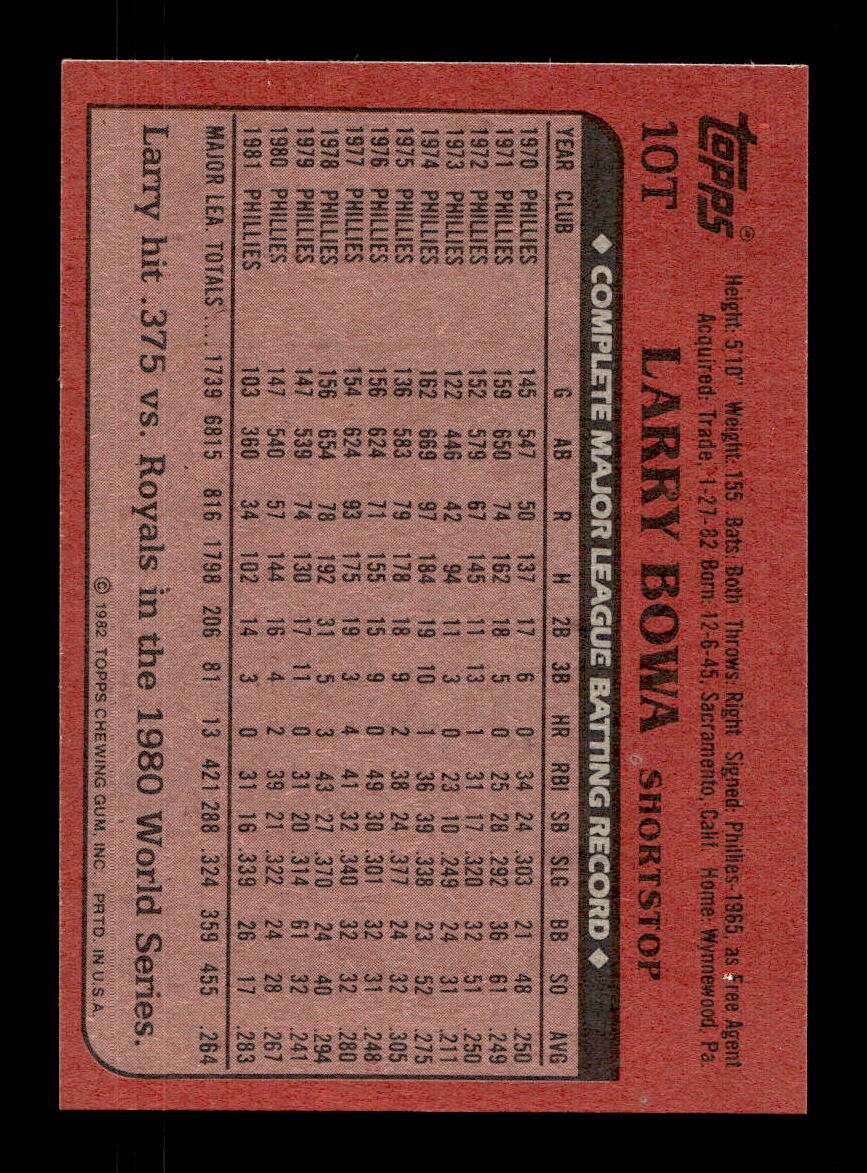 topps®
10T LARRY BOWA SHORTSTOP
Height: 5'10" Weight: 155 Bats: Both Throws: Right Signed: Phillies-1965, as Free Agent
Acquired: Trade, 1-27-82 Born: 12-6-45, Sacramento, Calif. Home: Wynnewood, Pa.
◆ COMPLETE MAJOR LEAGUE BATTING RECORD ◆
YEAR CLUB G AB R H 2B 3B HR RBI SB SLG BB SO AVG
1970 PHILLIES 145 547 50 137 17 6 0 34 24 .303 21 48 .250
1971 PHILLIES 159 650 74 162 18 5 0 25 28 .292 36 61 .249
1972 PHILLIES 152 579 67 145 11 13 1 31 17 .320 32 51 .250
1973 PHILLIES 122 446 42 94 11 3 0 23 10 .249 24 31 .211
1974 PHILLIES 162 669 97 184 19 10 1 36 39 .338 23 52 .275
1975 PHILLIES 136 583 79 178 18 9 2 38 24 .377 24 32 .305
1976 PHILLIES 156 624 71 155 15 9 0 49 30 .301 32 31 .248
1977 PHILLIES 154 624 93 175 19 3 4 41 32 .340 32 32 .280
1978 PHILLIES 156 654 78 192 31 5 3 43 27 .370 24 40 .294
1979 PHILLIES 147 539 74 130 17 11 0 31 20 .314 61 32 .241
1980 PHILLIES 147 540 57 144 16 4 2 39 21 .322 24 28 .267
1981 PHILLIES 103 360 34 102 14 3 0 31 16 .339 26 17 .283
MAJOR LEA. TOTALS .... 1739 6815 816 1798 206 81 13 421 288 .324 359 455 .264
Larry hit .375 vs. Royals in the 1980 World Series.
© 1982 TOPPS CHEWING GUM, INC. PRTD. IN U.S.A.